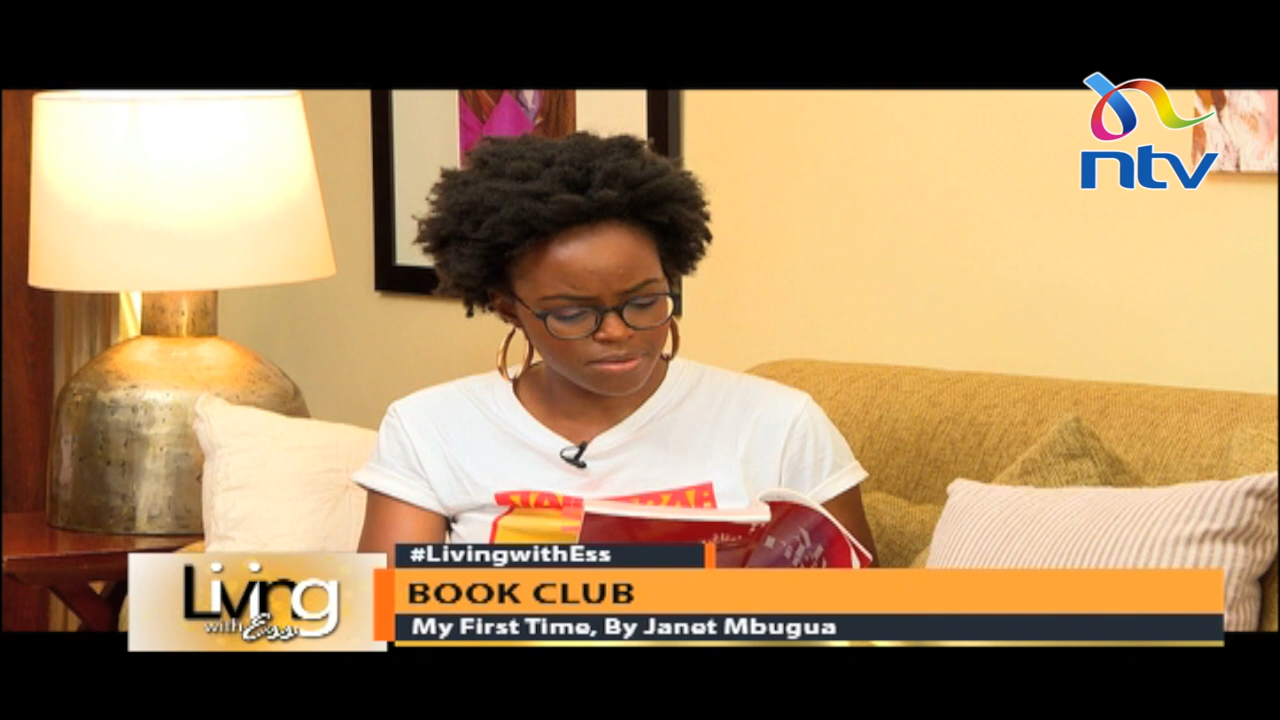 ntv
#LivingwithEss
Living
with Ess
BOOK CLUB
My First Time, By Janet Mbugua